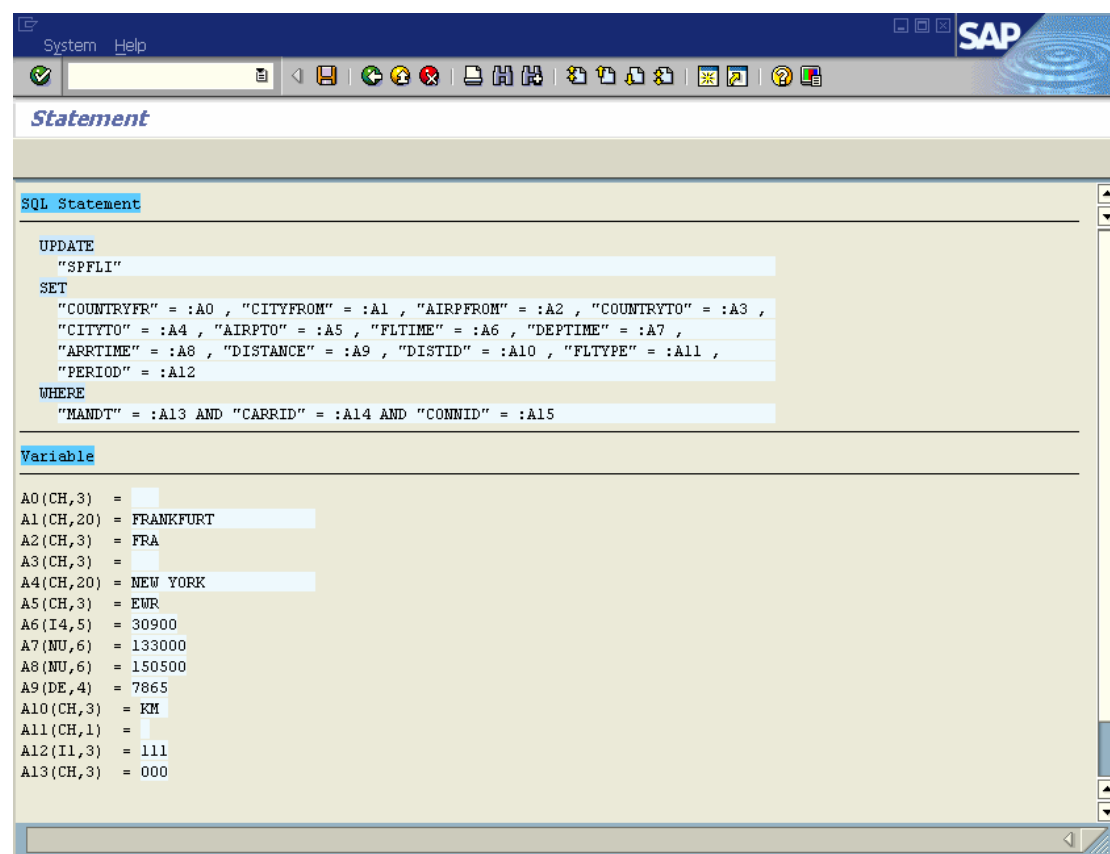 System Help
SAP
Statement
SQL Statement
UPDATE
"SPFLI"
SET
"COUNTRYFR" = :A0 , "CITYFROM" = :A1 , "AIRPFROM" = :A2 , "COUNTRYTO" = :A3 ,
"CITYTO" = :A4 , "AIRPTO" = :A5 , "FLTIME" = :A6 , "DEPTIME" = :A7 ,
"ARRTIME" = :A8 , "DISTANCE" = :A9 , "DISTID" = :A10 , "FLTYPE" = :A11 ,
"PERIOD" = :A12
WHERE
"MANDT" = :A13 AND "CARRID" = :A14 AND "CONNID" = :A15
Variable
A0(CH,3) =
A1(CH,20) = FRANKFURT
A2(CH,3) = FRA
A3(CH,3) =
A4(CH,20) = NEW YORK
A5(CH,3) = EWR
A6(I4,5) = 30900
A7(NU,6) = 133000
A8(NU,6) = 150500
A9(DE,4) = 7865
A10(CH,3) = KM
A11(CH,1) =
A12(I1,3) = 111
A13(CH,3) = 000